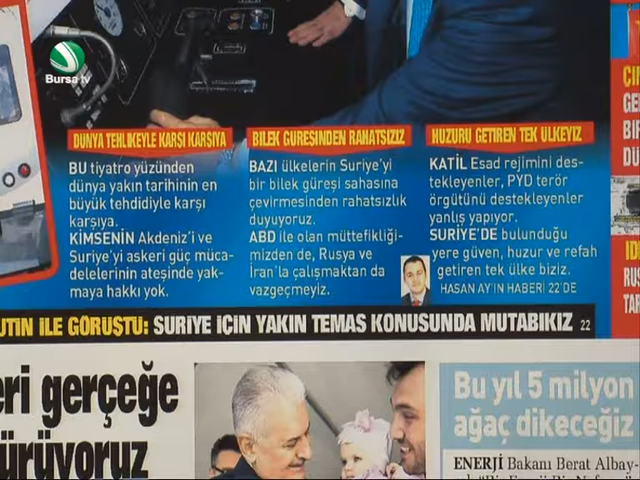 Bursa tv
DÜNYA TEHLİKEYLE KARŞI KARŞIYA
BU tiyatro yüzünden
dünya yakın tarihinin en
büyük tehdidiyle karşı
karşıya.
KİMSENİN Akdeniz'i ve
Suriye'yi askeri güç müca-
delelerinin ateşinde yak-
maya hakkı yok.
BİLEK GÜREŞİNDEN RAHATSIZIZ
BAZI ülkelerin Suriye'yi
bir bilek güreşi sahasına
çevirmesinden rahatsızlık
duyuyoruz.
ABD ile olan müttefikliği-
mizden de, Rusya ve
İran'la çalışmaktan da
vazgeçmeyiz.
HUZURU GETİREN TEK ÜLKEYİZ
KATİL Esad rejimini des-
tekleyenler, PYD terör
örgütünü destekleyenler
yanlış yapıyor.
SURİYE'DE bulunduğu
yere güven, huzur ve refah
getiren tek ülke biziz.
HASAN AY'IN HABERİ 22'DE
UTİN İLE GÖRÜŞTÜ: SURİYE İÇİN YAKIN TEMAS KONUSUNDA MUTABIKIZ 22
eri gerçeğe
ürüyoruz
Bu yıl 5 milyon
ağaç dikeceğiz
ENERJİ Bakanı Berat Albay-